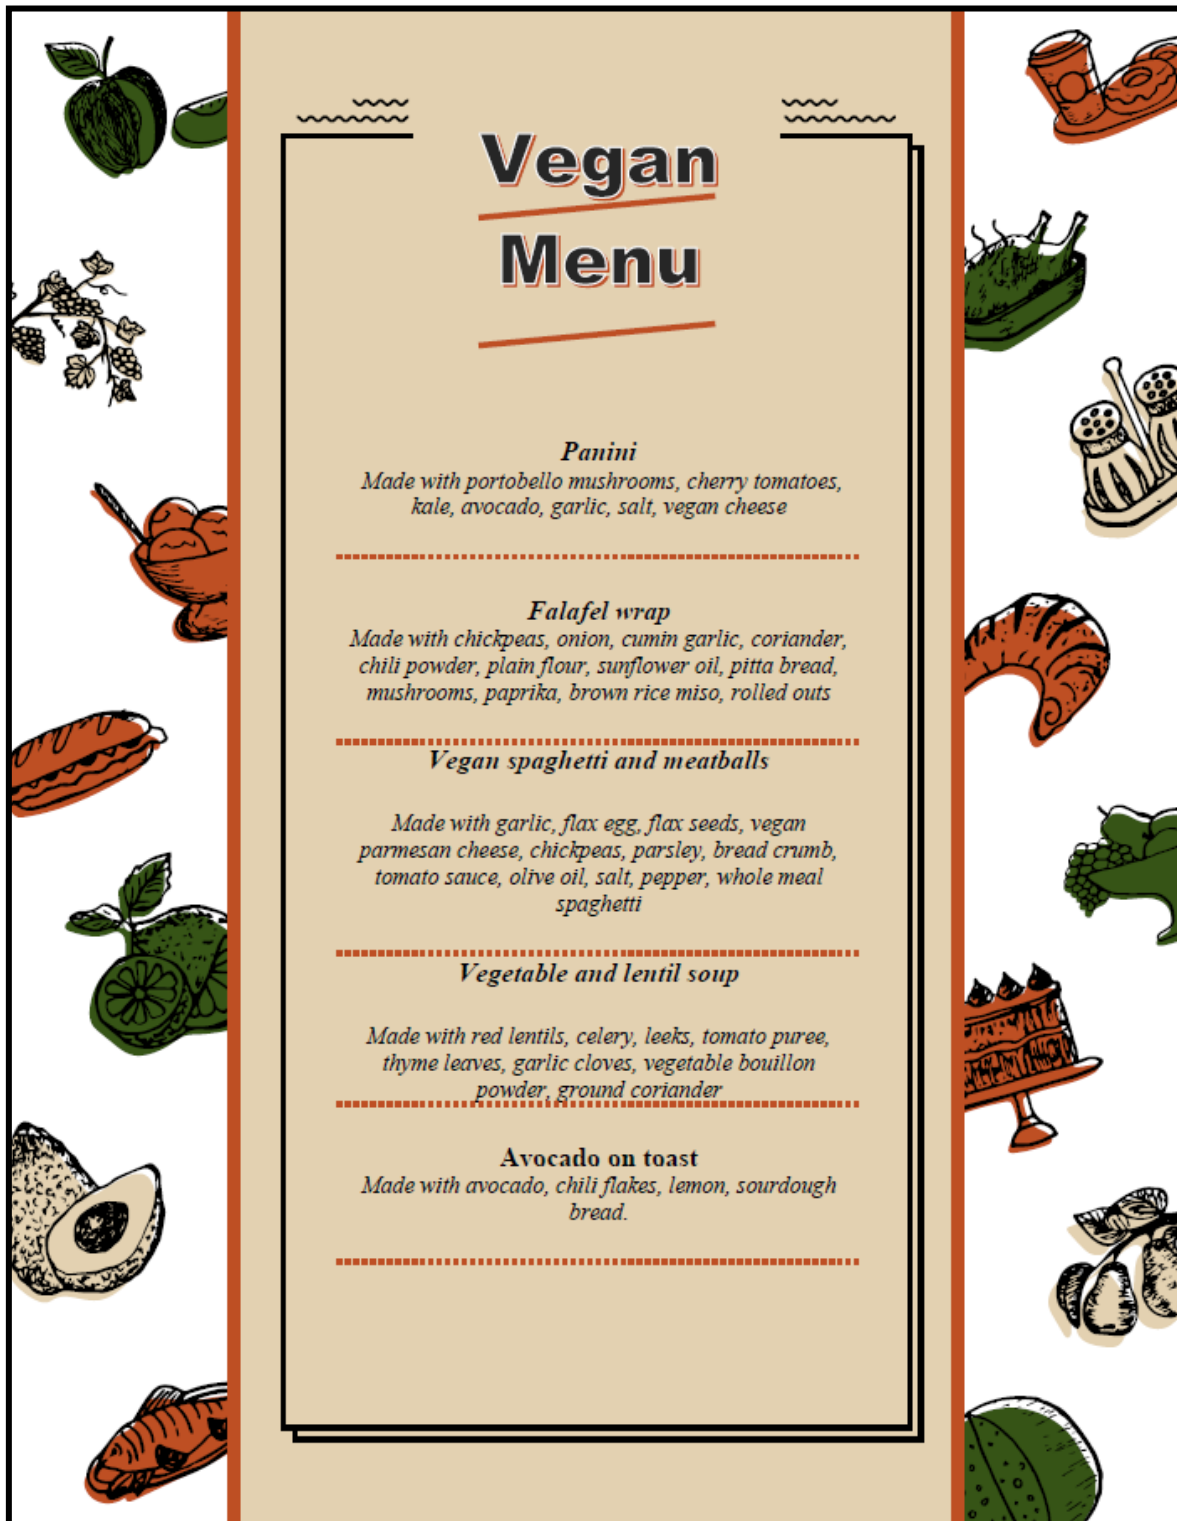 Vegan
Menu
Panini
Made with portobello mushrooms, cherry tomatoes,
kale, avocado, garlic, salt, vegan cheese
Falafel wrap
Made with chickpeas, onion, cumin garlic, coriander,
chili powder, plain flour, sunflower oil, pitta bread,
mushrooms, paprika, brown rice miso, rolled outs
Vegan spaghetti and meatballs
Made with garlic, flax egg, flax seeds, vegan
parmesan cheese, chickpeas, parsley, bread crumb,
tomato sauce, olive oil, salt, pepper, whole meal
spaghetti
Vegetable and lentil soup
Made with red lentils, celery, leeks, tomato puree,
thyme leaves, garlic cloves, vegetable bouillon
powder, ground coriander
Avocado on toast
Made with avocado, chili flakes, lemon, sourdough
bread.